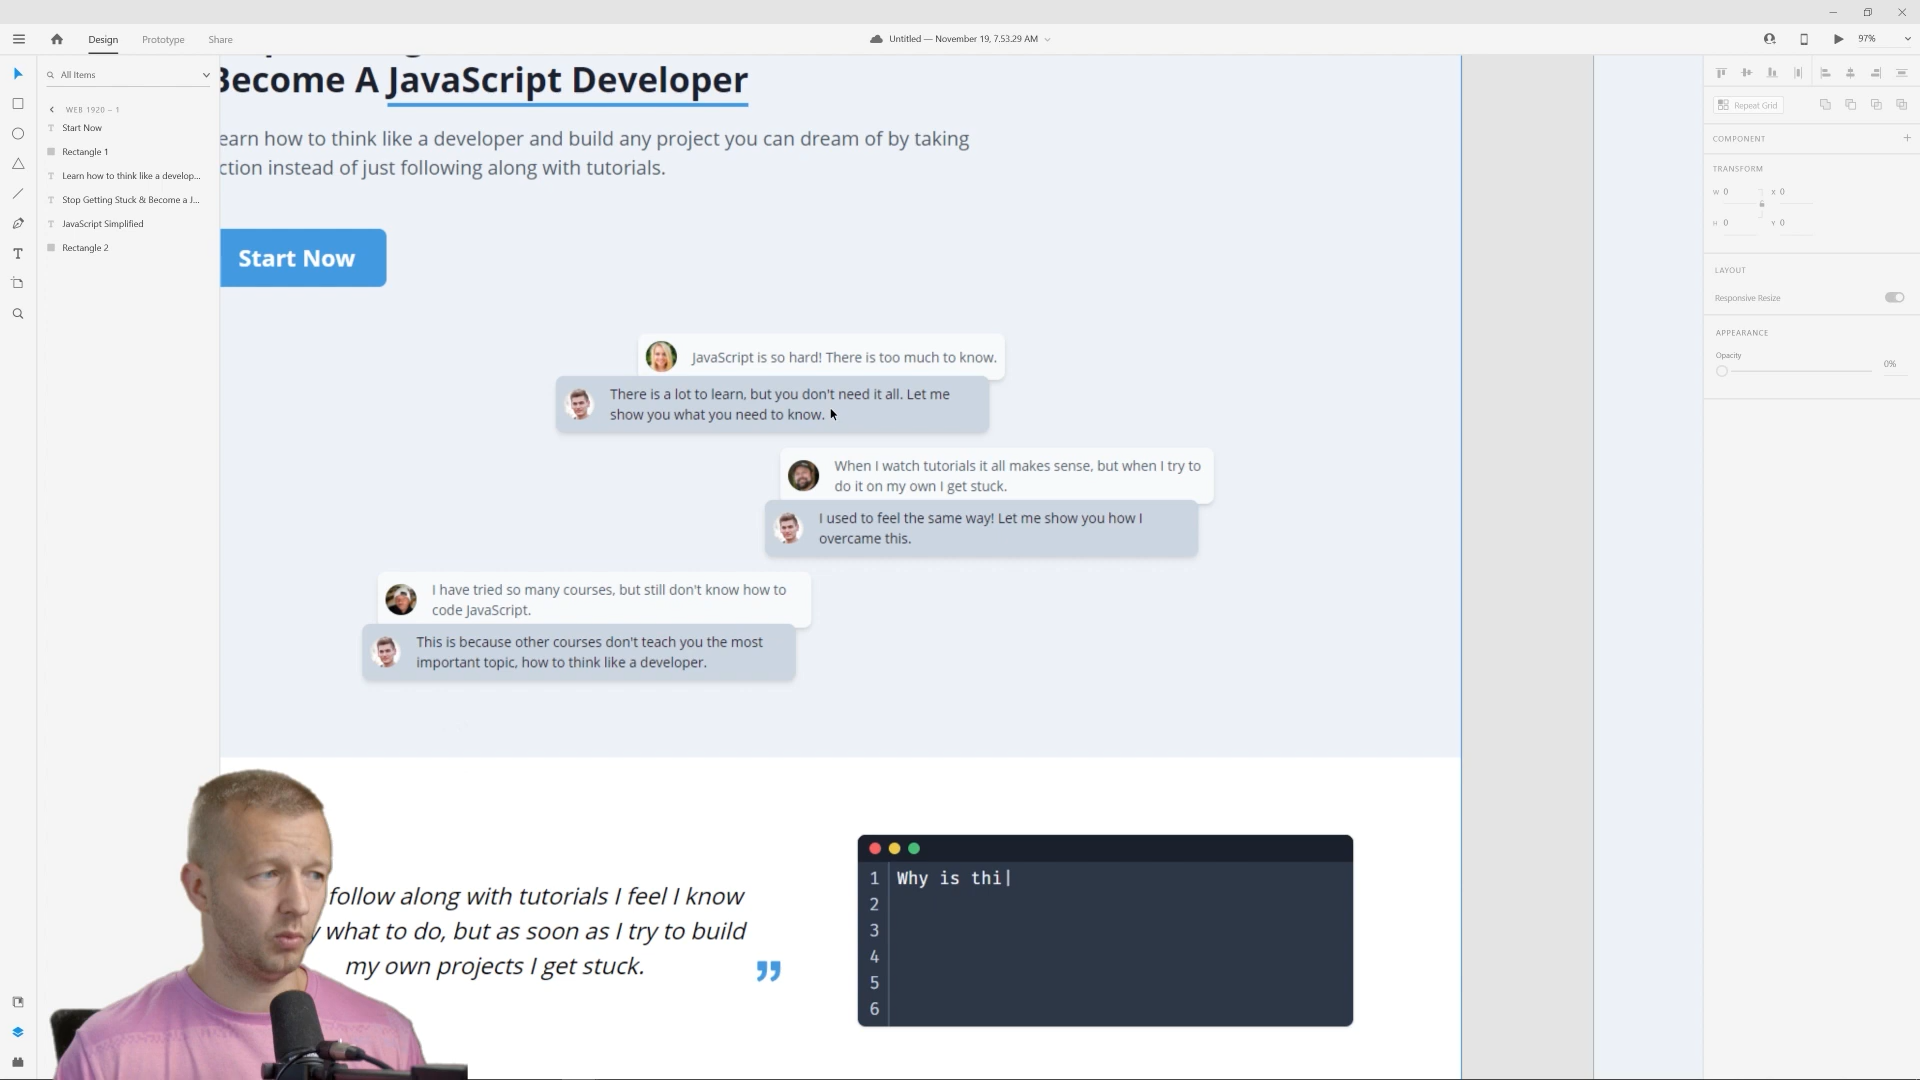 Design Prototype Share
Untitled — November 19, 7.53.29 AM
97%
All Items
WEB 1920 – 1
Start Now
Rectangle 1
Learn how to think like a develop...
Stop Getting Stuck & Become a J...
JavaScript Simplified
Rectangle 2
Become A JavaScript Developer
earn how to think like a developer and build any project you can dream of by taking
ction instead of just following along with tutorials.
Start Now
JavaScript is so hard! There is too much to know.
There is a lot to learn, but you don't need it all. Let me
show you what you need to know.
When I watch tutorials it all makes sense, but when I try to
do it on my own I get stuck.
I used to feel the same way! Let me show you how I
overcame this.
I have tried so many courses, but still don't know how to
code JavaScript.
This is because other courses don't teach you the most
important topic, how to think like a developer.
follow along with tutorials I feel I know
y what to do, but as soon as I try to build
my own projects I get stuck.
”
1 Why is thi|
2
3
4
5
6
Repeat Grid
COMPONENT
TRANSFORM
W 0 X 0
H 0 Y 0
LAYOUT
Responsive Resize
APPEARANCE
Opacity
0%